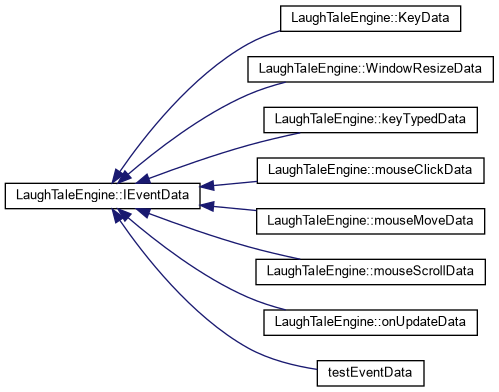 LaughTaleEngine::KeyData
LaughTaleEngine::WindowResizeData
LaughTaleEngine::keyTypedData
LaughTaleEngine::mouseClickData
LaughTaleEngine::IEventData
LaughTaleEngine::mouseMoveData
LaughTaleEngine::mouseScrollData
LaughTaleEngine::onUpdateData
testEventData